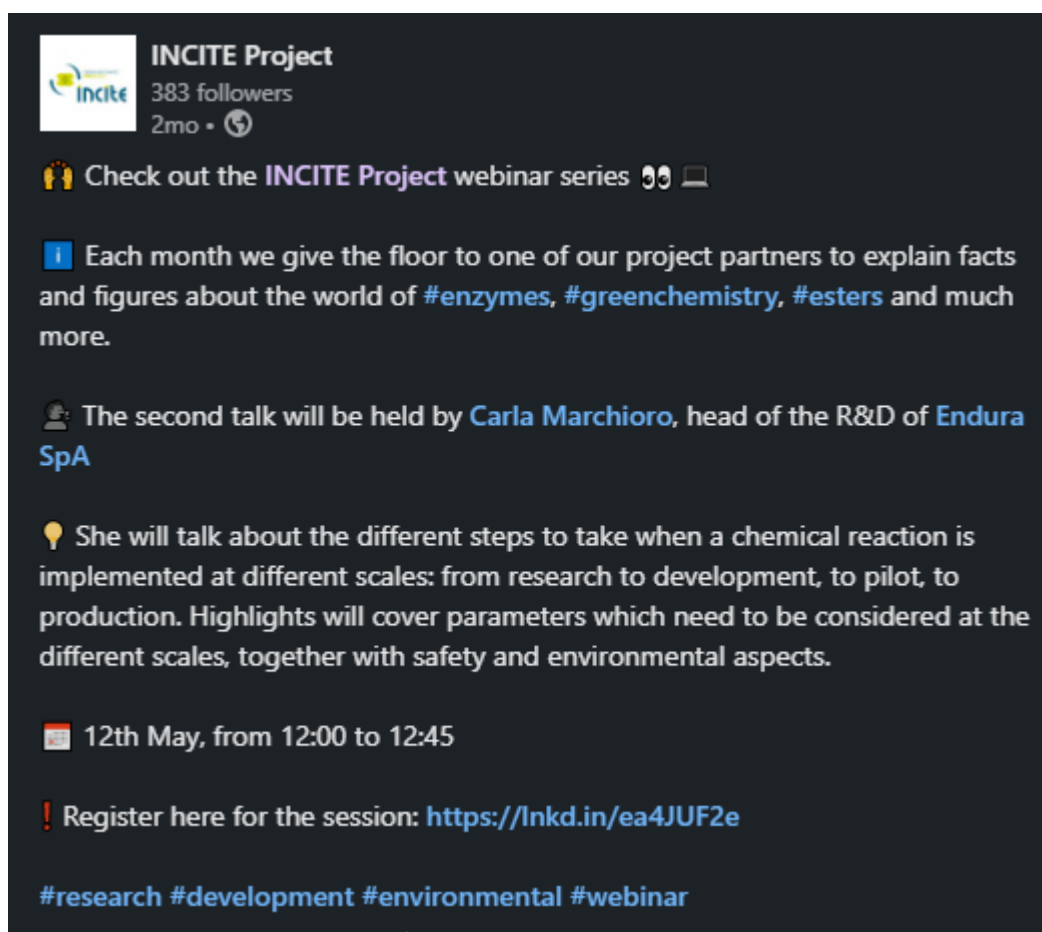 incite
INCITE Project
383 followers
2mo •
🙌 Check out the INCITE Project webinar series 👀 💻
ℹ️ Each month we give the floor to one of our project partners to explain facts
and figures about the world of #enzymes, #greenchemistry, #esters and much
more.
🗣 The second talk will be held by Carla Marchioro, head of the R&D of Endura
SpA
💡 She will talk about the different steps to take when a chemical reaction is
implemented at different scales: from research to development, to pilot, to
production. Highlights will cover parameters which need to be considered at the
different scales, together with safety and environmental aspects.
📅 12th May, from 12:00 to 12:45
❗ Register here for the session: https://lnkd.in/ea4JUF2e
#research #development #environmental #webinar